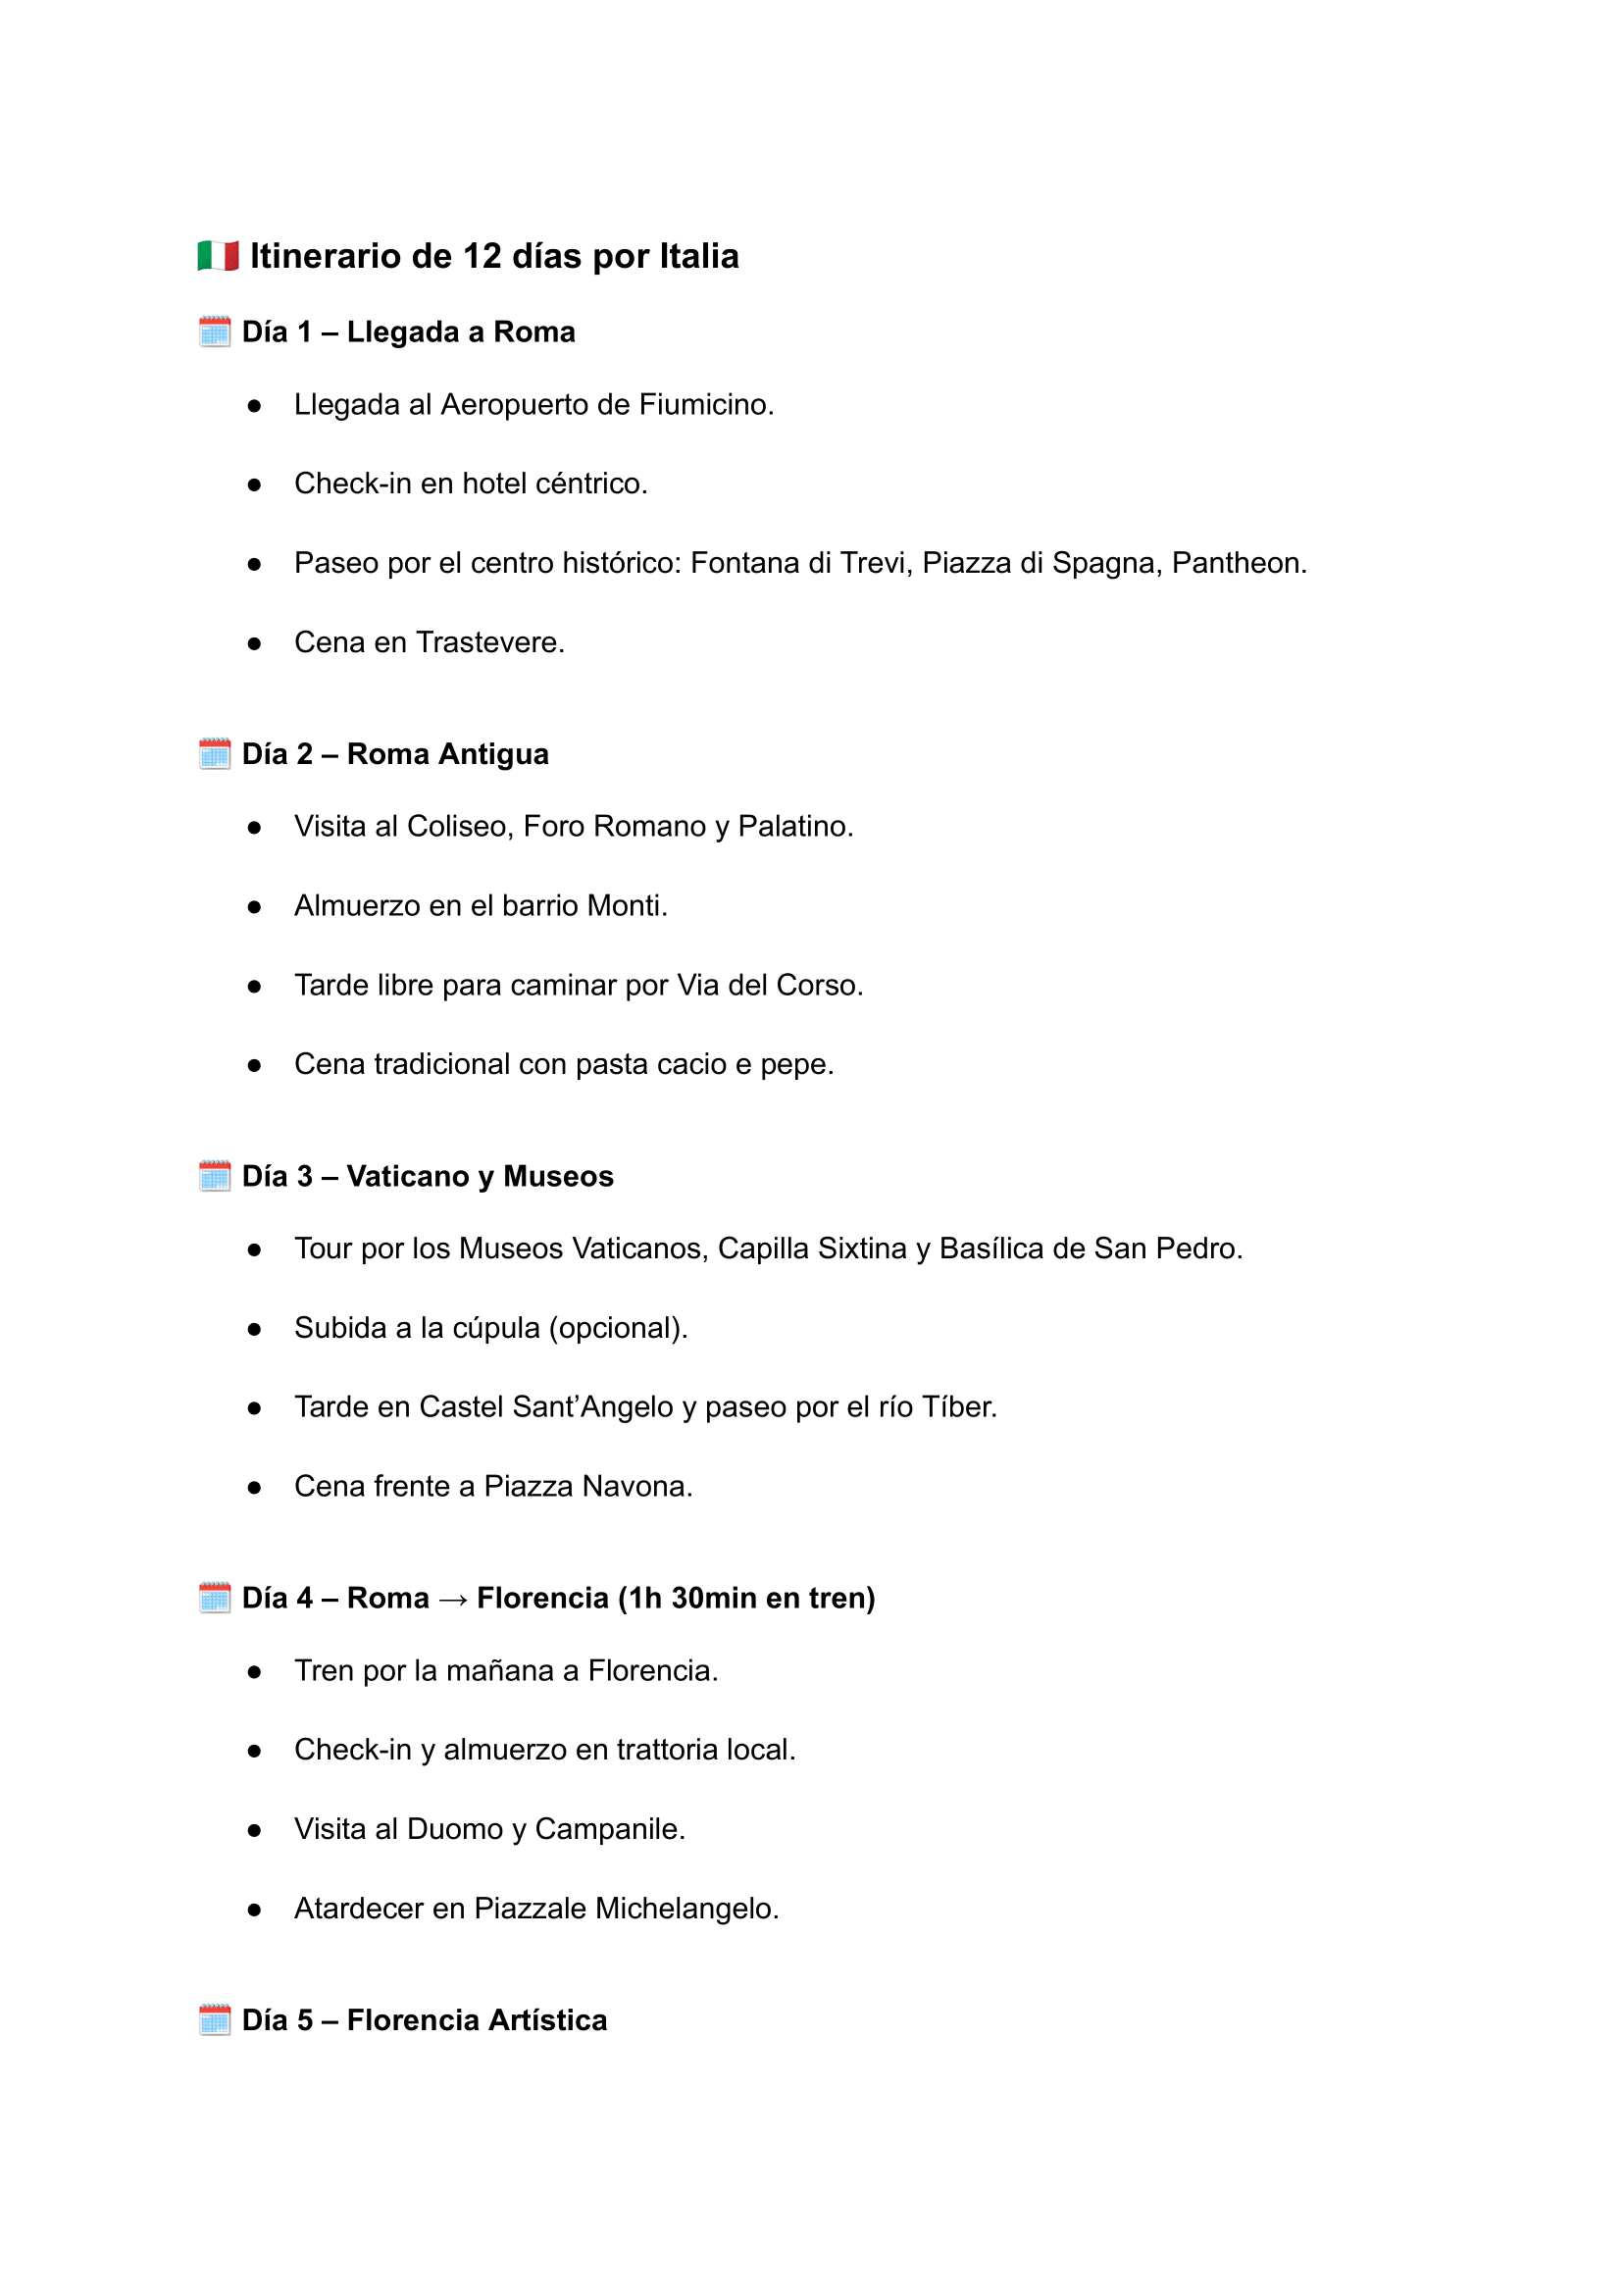 🇮🇹 Itinerario de 12 días por Italia
🗓️ Día 1 – Llegada a Roma
● Llegada al Aeropuerto de Fiumicino.
● Check-in en hotel céntrico.
● Paseo por el centro histórico: Fontana di Trevi, Piazza di Spagna, Pantheon.
● Cena en Trastevere.
🗓️ Día 2 – Roma Antigua
● Visita al Coliseo, Foro Romano y Palatino.
● Almuerzo en el barrio Monti.
● Tarde libre para caminar por Via del Corso.
● Cena tradicional con pasta cacio e pepe.
🗓️ Día 3 – Vaticano y Museos
● Tour por los Museos Vaticanos, Capilla Sixtina y Basílica de San Pedro.
● Subida a la cúpula (opcional).
● Tarde en Castel Sant’Angelo y paseo por el río Tíber.
● Cena frente a Piazza Navona.
🗓️ Día 4 – Roma → Florencia (1h 30min en tren)
● Tren por la mañana a Florencia.
● Check-in y almuerzo en trattoria local.
● Visita al Duomo y Campanile.
● Atardecer en Piazzale Michelangelo.
🗓️ Día 5 – Florencia Artística